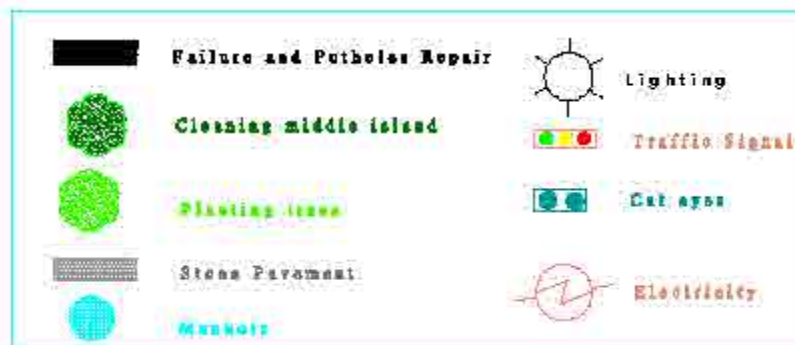 Failure and Potholes Repair
Cleaning middle island
Planting trees
Stone Pavement
Manhole
Lighting
Traffic Signal
Cat eyes
Electricity